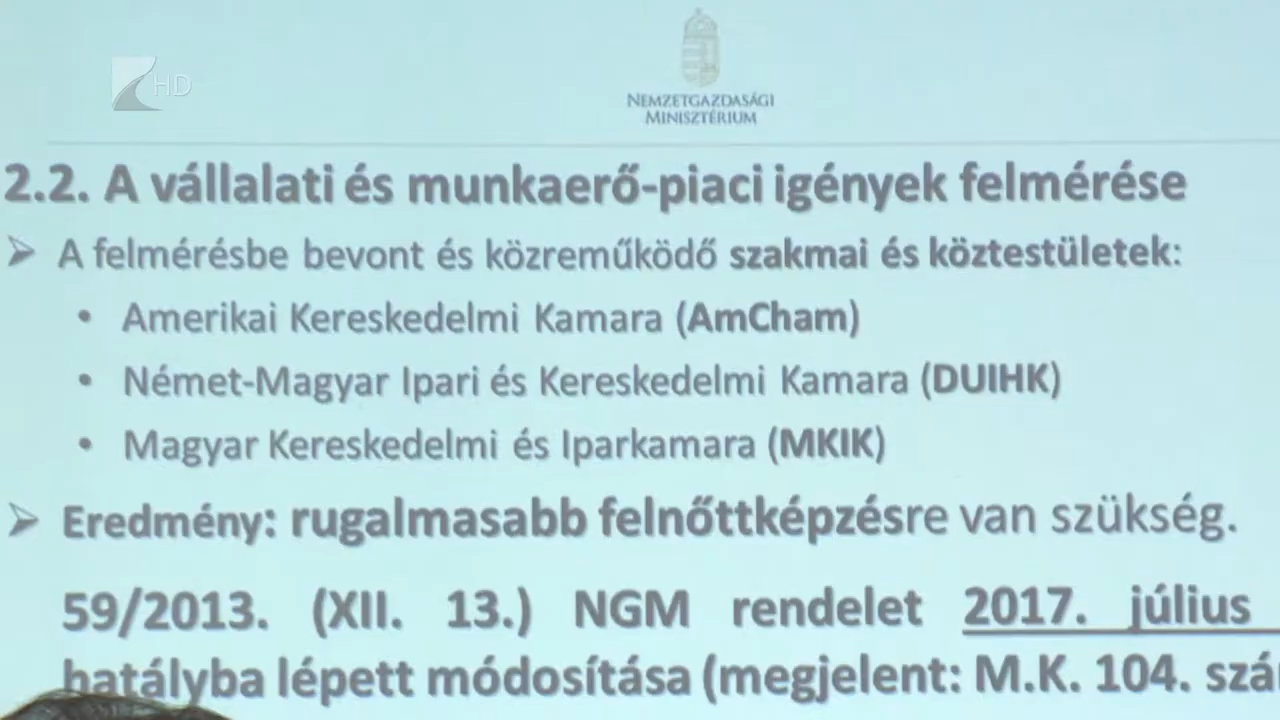 HD
NEMZETGAZDASÁGI
MINISZTÉRIUM
2.2. A vállalati és munkaerő-piaci igények felmérése
➢ A felmérésbe bevont és közreműködő szakmai és köztestületek:
• Amerikai Kereskedelmi Kamara (AmCham)
• Német-Magyar Ipari és Kereskedelmi Kamara (DUIHK)
• Magyar Kereskedelmi és Iparkamara (MKIK)
➢ Eredmény: rugalmasabb felnőttképzésre van szükség.
59/2013. (XII. 13.) NGM rendelet 2017. július
hatályba lépett módosítása (megjelent: M.K. 104.